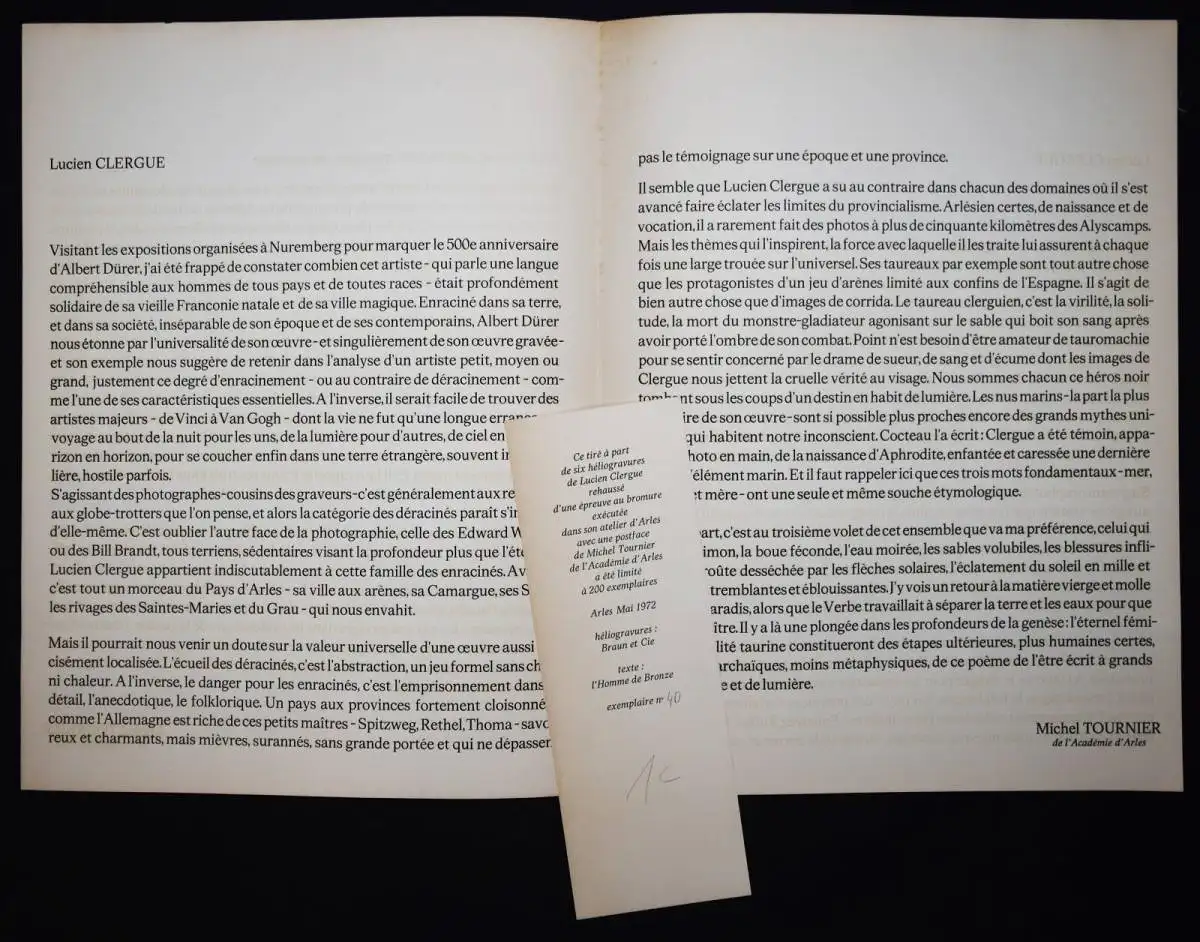 Lucien CLERGUE
Visitant les expositions organisées à Nuremberg pour marquer le 500e anniversaire
d'Albert Dürer, j'ai été frappé de constater combien cet artiste - qui parle une langue
compréhensible aux hommes de tous pays et de toutes races - était profondément
solidaire de sa vieille Franconie natale et de sa ville magique. Enraciné dans sa terre,
et dans sa société, inséparable de son époque et de ses contemporains, Albert Dürer
nous étonne par l'universalité de son œuvre - et singulièrement de son œuvre gravée -
et son exemple nous suggère de retenir dans l'analyse d'un artiste petit, moyen ou
grand, justement ce degré d'enracinement - ou au contraire de déracinement - com-
me l'une de ses caractéristiques essentielles. A l'inverse, il serait facile de trouver des
artistes majeurs - de Vinci à Van Gogh - dont la vie ne fut qu'une longue
voyage au bout de la nuit pour les uns, de la lumière pour d'autres, de ciel en
rizon en horizon, pour se coucher enfin dans une terre étrangère, souvent
lière, hostile parfois.
S'agissant des photographes - cousins des graveurs - c'est généralement aux
aux globe-trotters que l'on pense, et alors la catégorie des déracinés paraît
d'elle-même. C'est oublier l'autre face de la photographie, celle des Edward
ou des Bill Brandt, tous terriens, sédentaires visant la profondeur plus que
Lucien Clergue appartient indiscutablement à cette famille des enracinés.
c'est tout un morceau du Pays d'Arles - sa ville aux arènes, sa Camargue, ses
les rivages des Saintes-Maries et du Grau - qui nous envahit.
Mais il pourrait nous venir un doute sur la valeur universelle d'une œuvre aussi
cisément localisée. L'écueil des déracinés, c'est l'abstraction, un jeu formel sans
ni chaleur. A l'inverse, le danger pour les enracinés, c'est l'emprisonnement dans
détail, l'anecdotique, le folklorique. Un pays aux provinces fortement
comme l'Allemagne est riche de ces petits maîtres - Spitzweg, Rethel, Thoma -
reux et charmants, mais mièvres, surannés, sans grande portée et qui ne dépassent
pas le témoignage sur une époque et une province.
Il semble que Lucien Clergue a su au contraire dans chacun des domaines où il s'est
avancé faire éclater les limites du provincialisme. Arlésien certes, de naissance et de
vocation, il a rarement fait des photos à plus de cinquante kilomètres des Alyscamps.
Mais les thèmes qui l'inspirent, la force avec laquelle il les traite lui assurent à chaque
fois une large trouée sur l'universel. Ses taureaux par exemple sont tout autre chose
que les protagonistes d'un jeu d'arènes limité aux confins de l'Espagne. Il s'agit de
bien autre chose que d'images de corrida. Le taureau clerguien, c'est la virilité, la soli-
tude, la mort du monstre-gladiateur agonisant sur le sable qui boit son sang après
avoir porté l'ombre de son combat. Point n'est besoin d'être amateur de tauromachie
pour se sentir concerné par le drame de sueur, de sang et d'écume dont les images de
Clergue nous jettent la cruelle vérité au visage. Nous sommes chacun ce héros noir
tombant sous les coups d'un destin en habit de lumière. Les nus marins - la part la plus
de son œuvre - sont si possible plus proches encore des grands mythes uni-
qui habitent notre inconscient. Cocteau l'a écrit : Clergue a été témoin, appa-
photo en main, de la naissance d'Aphrodite, enfantée et caressée une dernière
l'élément marin. Et il faut rappeler ici que ces trois mots fondamentaux - mer,
et mère - ont une seule et même souche étymologique.
part, c'est au troisième volet de cet ensemble que va ma préférence, celui qui
limon, la boue féconde, l'eau moirée, les sables volubiles, les blessures infli-
croûte desséchée par les flèches solaires, l'éclatement du soleil en mille et
tremblantes et éblouissantes. J'y vois un retour à la matière vierge et molle
paradis, alors que le Verbe travaillait à séparer la terre et les eaux pour que
Il y a là une plongée dans les profondeurs de la genèse : l'éternel fémi-
lité taurine constitueront des étapes ultérieures, plus humaines certes,
archaïques, moins métaphysiques, de ce poème de l'être écrit à grands
e et de lumière.
Michel TOURNIER
de l'Académie d'Arles
Ce tiré à part
de six héliogravures
de Lucien Clergue
rehaussé
d'une épreuve au bromure
exécutée
dans son atelier d'Arles
avec une postface
de Michel Tournier
de l'Académie d'Arles
a été limité
à 200 exemplaires
Arles Mai 1972
héliogravures :
Braun et Cie
texte :
l'Homme de Bronze
exemplaire n° 40